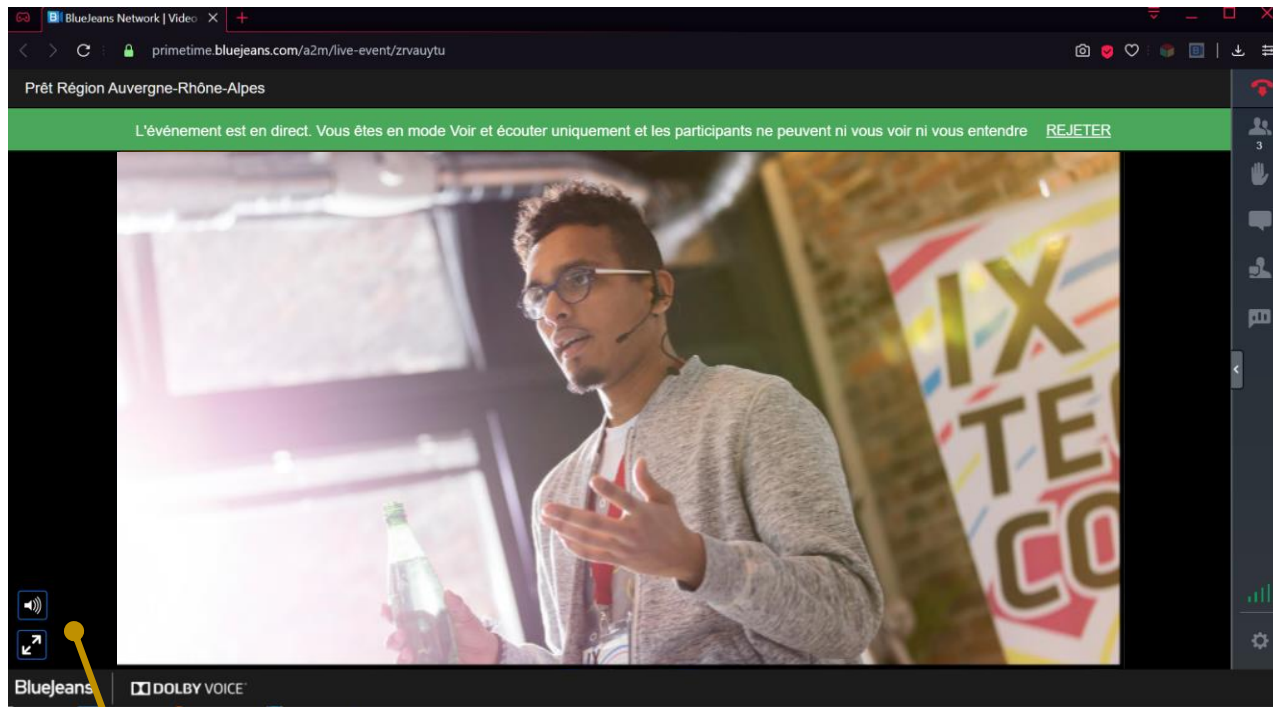 BlueJeans Network | Video
primetime.bluejeans.com/a2m/live-event/zrvauytu
Prêt Région Auvergne-Rhône-Alpes
L'événement est en direct. Vous êtes en mode Voir et écouter uniquement et les participants ne peuvent ni vous voir ni vous entendre REJETER
3
IX
TE
CO
BlueJeans DOLBY VOICE